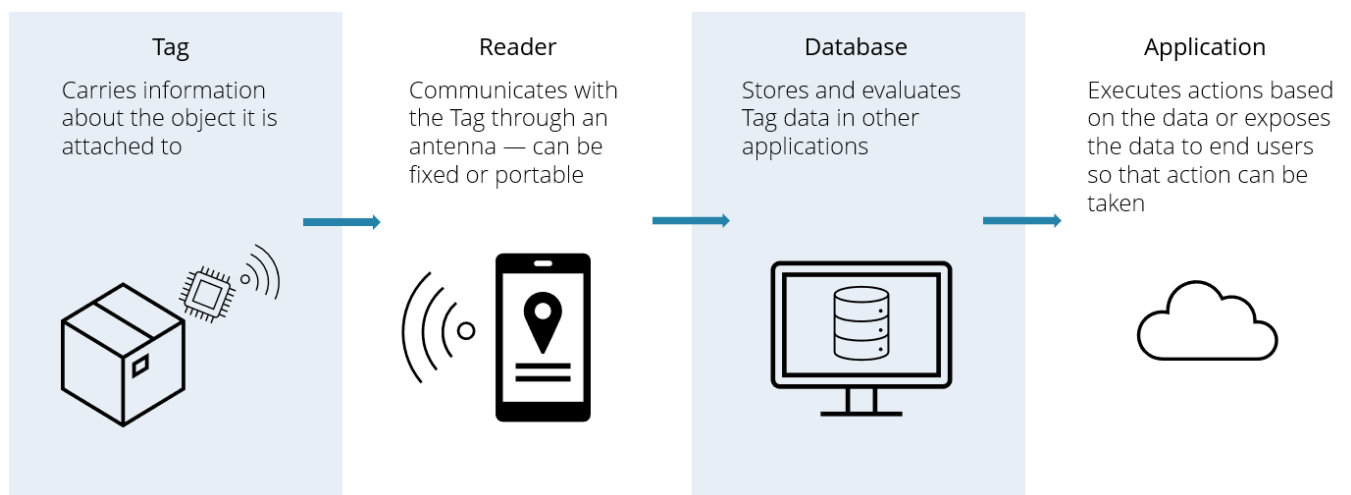 Tag
Carries information
about the object it is
attached to
Reader
Communicates with
the Tag through an
antenna — can be
fixed or portable
Database
Stores and evaluates
Tag data in other
applications
Application
Executes actions based
on the data or exposes
the data to end users
so that action can be
taken